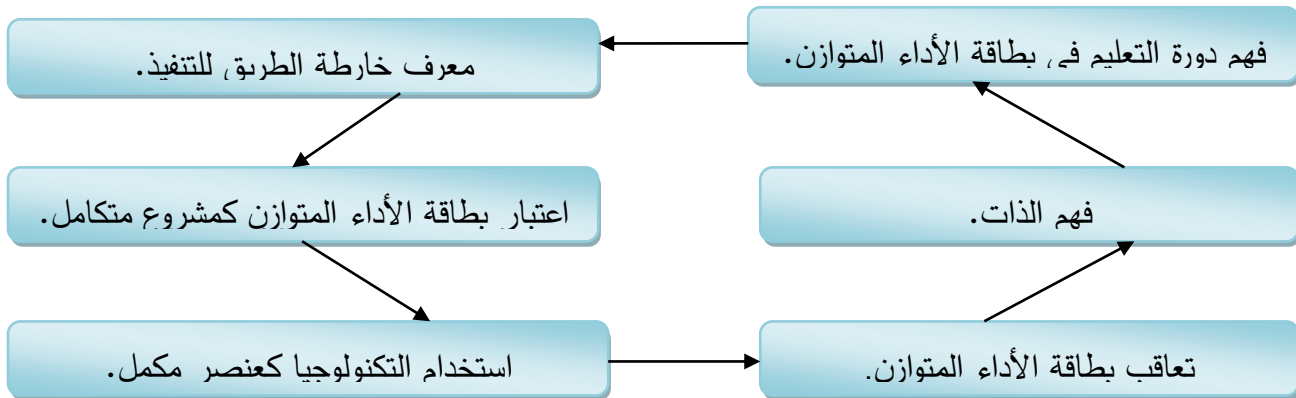 فهم دورة التعليم في بطاقة الأداء المتوازن.
معرف خارطة الطريق للتنفيذ.
فهم الذات.
اعتبار بطاقة الأداء المتوازن كمشروع متكامل.
تعاقب بطاقة الأداء المتوازن.
استخدام التكنولوجيا كعنصر مكمل.